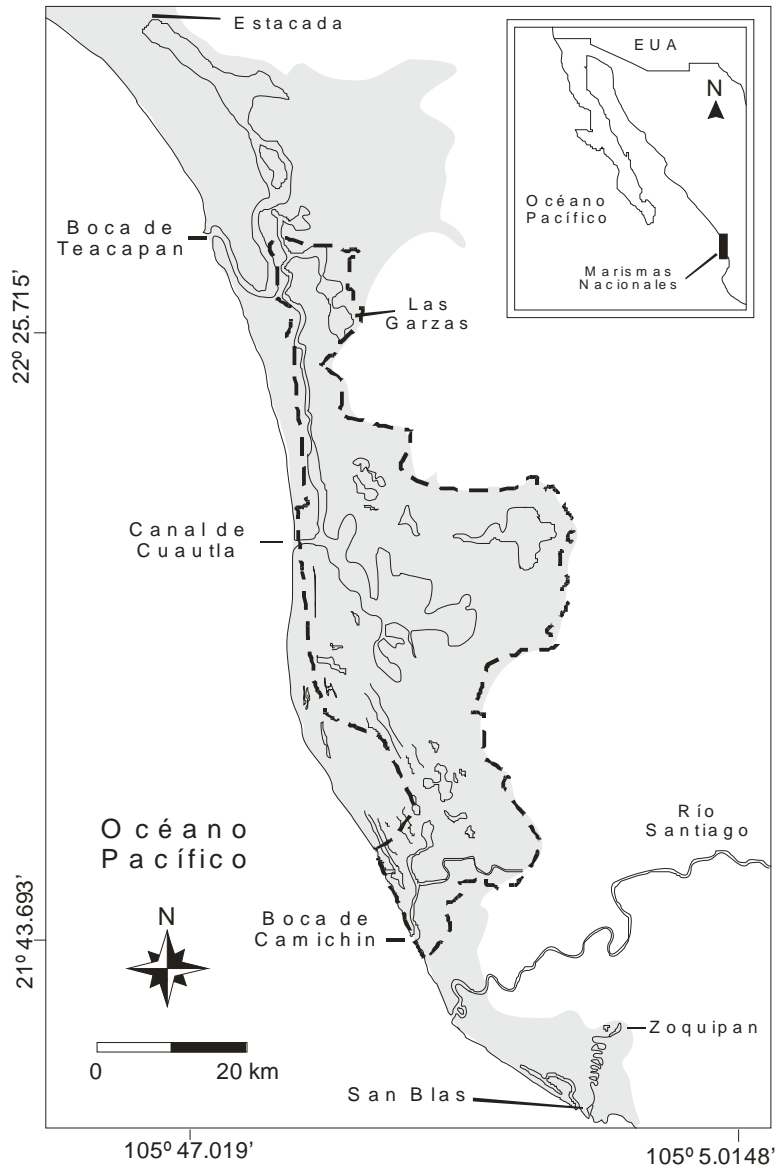 Estacada
EUA
N
Océano
Pacífico
Marismas
Nacionales
Boca de
Teacapan
Las
Garzas
22º 25.715’
Canal de
Cuautla
Océano
Pacífico
Río
Santiago
N
Boca de
Camichin
21º 43.693’
Zoquipan
0 20 km
San Blas
105º 47.019’
105º 5.0148’